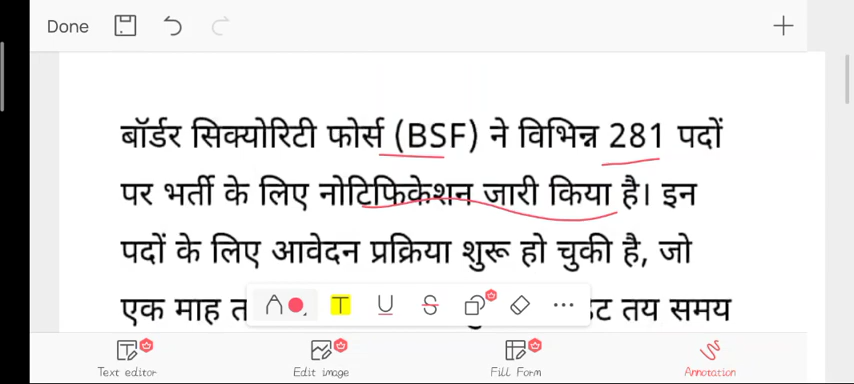 Done
बॉर्डर सिक्योरिटी फोर्स (BSF) ने विभिन्न 281 पदों
पर भर्ती के लिए नोटिफिकेशन जारी किया है। इन
पदों के लिए आवेदन प्रक्रिया शुरू हो चुकी है, जो
एक माह तय समय
T U S
Text editor
Edit image
Fill Form
Annotation